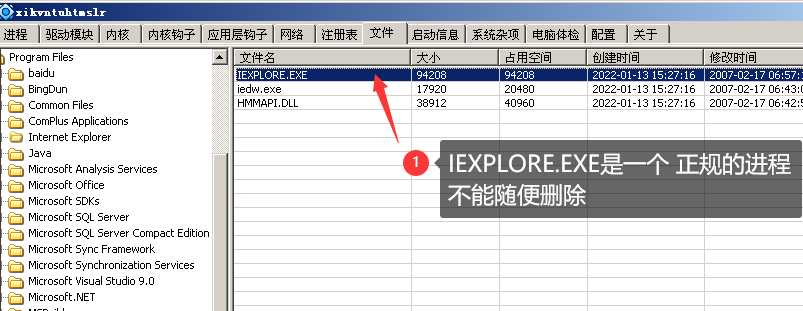 xikvntuhtmslr
进程 驱动模块 内核 内核钩子 应用层钩子 网络 注册表 文件 启动信息 系统杂项 电脑体检 配置 关于
Program Files
baidu
BingDun
Common Files
ComPlus Applications
Internet Explorer
Java
Microsoft Analysis Services
Microsoft Office
Microsoft SDKs
Microsoft SQL Server
Microsoft SQL Server Compact Edition
Microsoft Sync Framework
Microsoft Synchronization Services
Microsoft Visual Studio 9.0
Microsoft.NET
文件名 大小 占用空间 创建时间 修改时间
IEXPLORE.EXE 94208 94208 2022-01-13 15:27:16 2007-02-17 06:57:
iedw.exe 17920 20480 2022-01-13 15:27:16 2007-02-17 06:43:0
HMMAPI.DLL 38912 40960 2022-01-13 15:27:16 2007-02-17 06:42:5
1
IEXPLORE.EXE是一个 正规的进程
不能随便删除